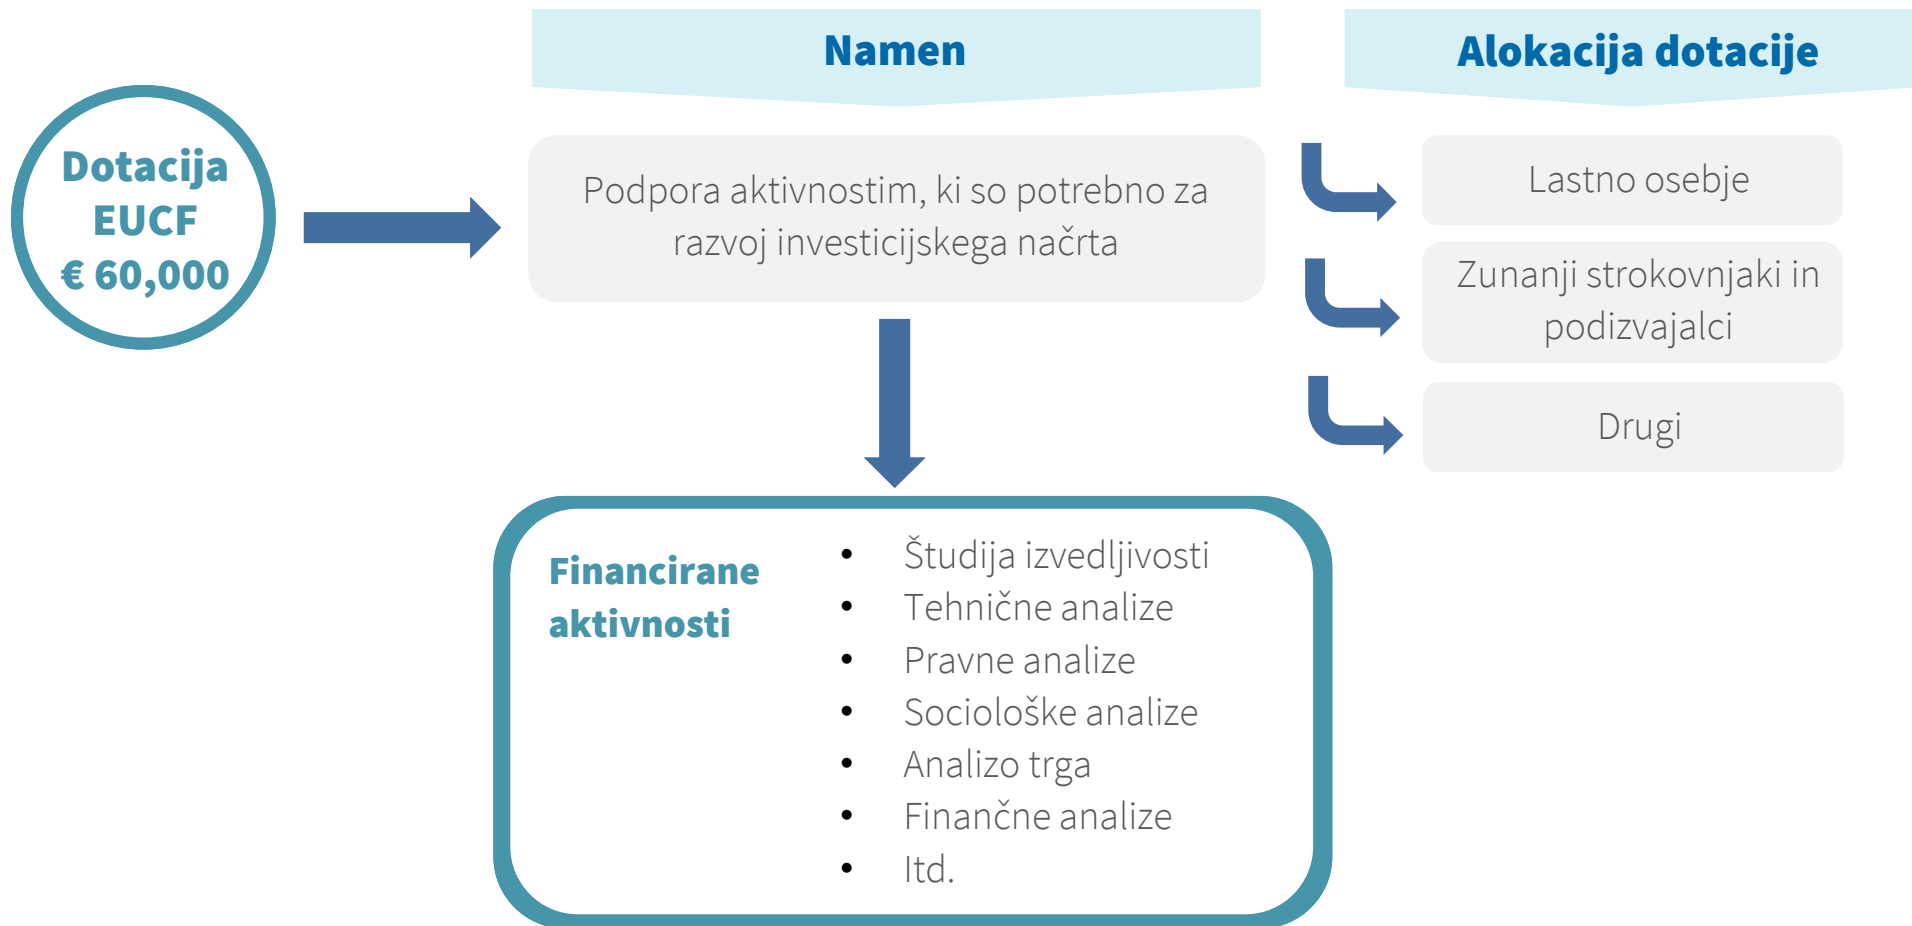 Namen
Alokacija dotacije
Dotacija
EUCF
€ 60,000
Podpora aktivnostim, ki so potrebno za
razvoj investicijskega načrta
Lastno osebje
Zunanji strokovnjaki in
podizvajalci
Drugi
Financirane
aktivnosti
• Študija izvedljivosti
• Tehnične analize
• Pravne analize
• Sociološke analize
• Analizo trga
• Finančne analize
• Itd.